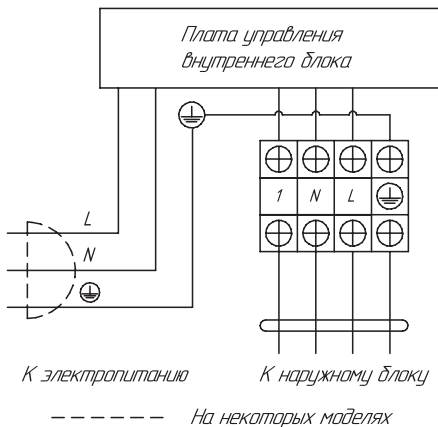 Плата управления
внутреннего блока
1 N L
L
N
К электропитанию К наружному блоку
На некоторых моделях